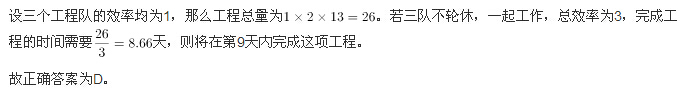 设三个工程队的效率均为1，那么工程总量为1 × 2 × 13 = 26。若三队不轮休，一起工作，总效率为3，完成工
程的时间需要26/3 = 8.66天，则将在第9天内完成这项工程。
故正确答案为D。